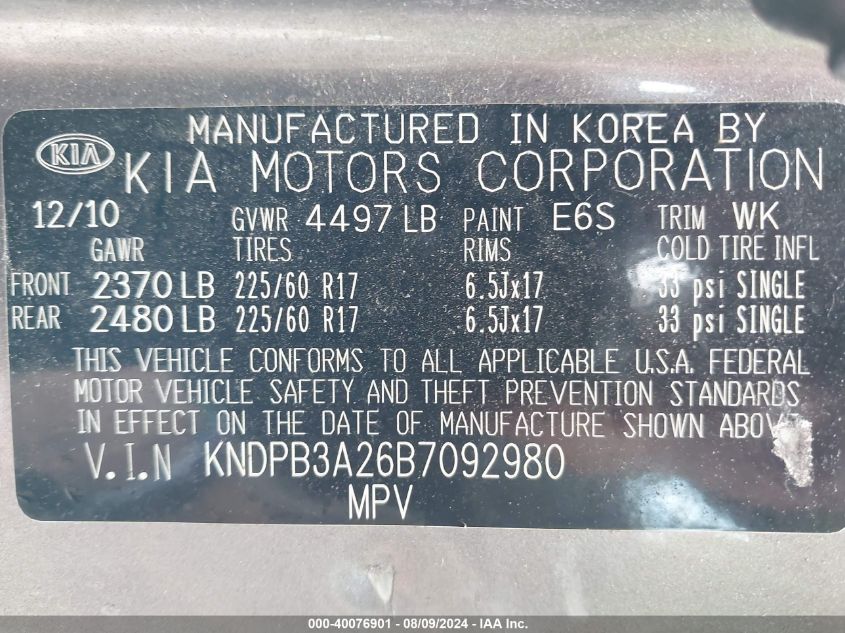 KIA
MANUFACTURED IN KOREA BY
KIA MOTORS CORPORATION
12/10 GVWR 4497 LB PAINT E6S TRIM WK
GAWR TIRES RIMS COLD TIRE INFL
FRONT 2370 LB 225/60 R17 6.5Jx17 33 psi SINGLE
REAR 2480 LB 225/60 R17 6.5Jx17 33 psi SINGLE
THIS VEHICLE CONFORMS TO ALL APPLICABLE U.S.A. FEDERAL
MOTOR VEHICLE SAFETY AND THEFT PREVENTION STANDARDS
IN EFFECT ON THE DATE OF MANUFACTURE SHOWN ABOVE
V.I.N KNDPB3A26B7092980
MPV
000-40076901 - 08/09/2024 - IAA Inc.